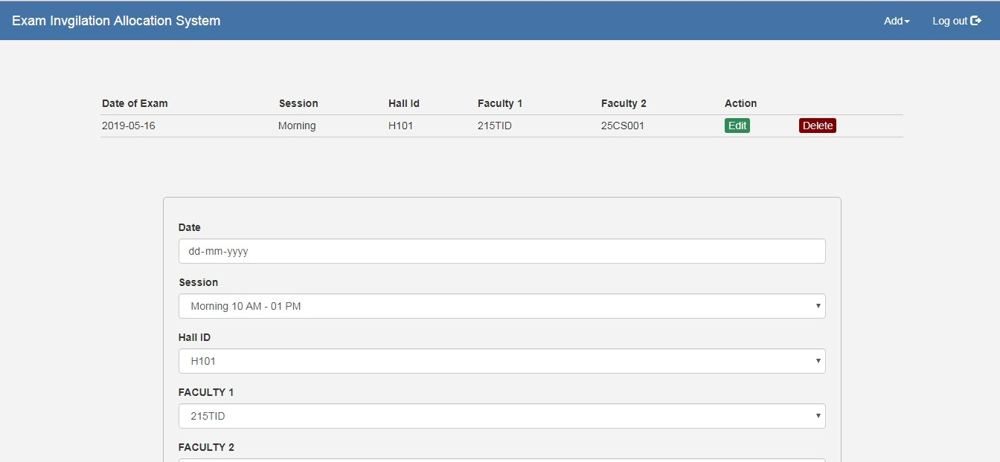 Exam Invgilation Allocation System Add Log out
Date of Exam Session Hall Id Faculty 1 Faculty 2 Action
2019-05-16 Morning H101 215TID 25CS001 Edit Delete
Date
dd-mm-yyyy
Session
Morning 10 AM - 01 PM
Hall ID
H101
FACULTY 1
215TID
FACULTY 2